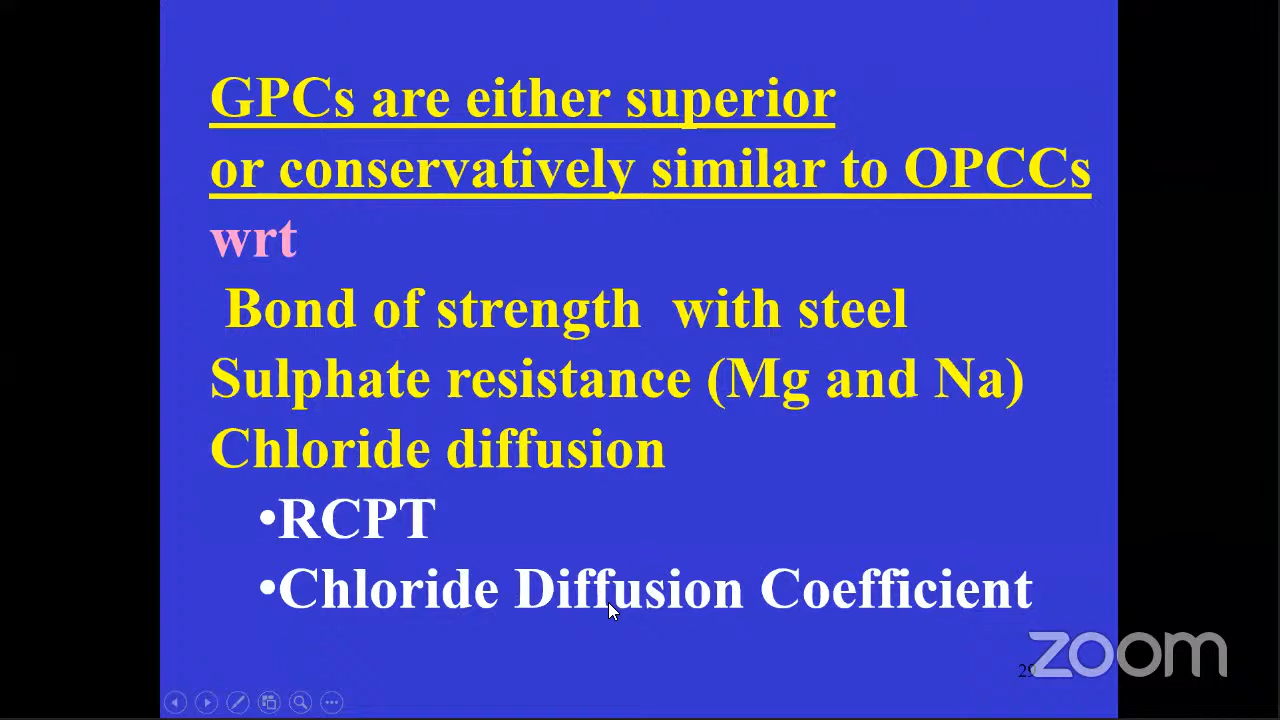 GPCs are either superior
or conservatively similar to OPCCs
wrt
Bond of strength with steel
Sulphate resistance (Mg and Na)
Chloride diffusion
•RCPT
•Chloride Diffusion Coefficient
zoom